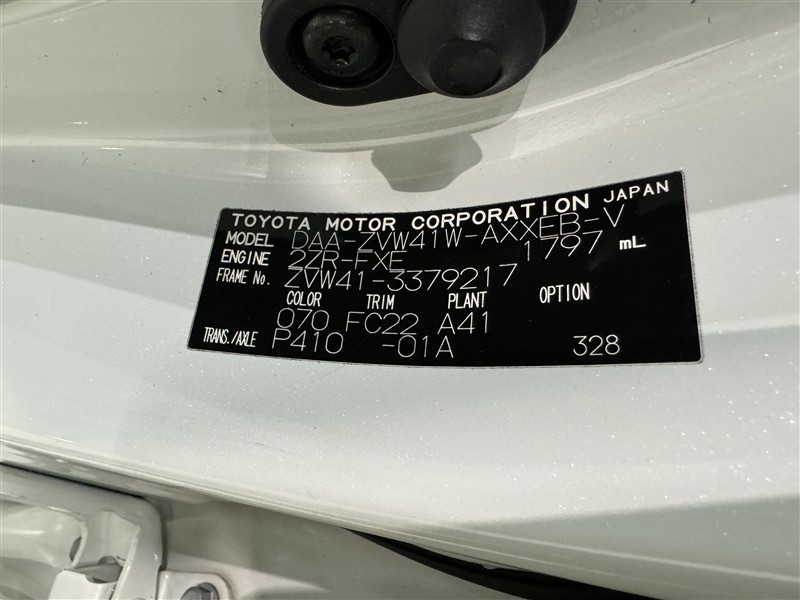 TOYOTA MOTOR CORPORATION JAPAN
MODEL DAA-ZVW41W-AXXEB-V
ENGINE 2ZR-FXE 1797 mL
FRAME No. ZVW41-3379217
COLOR TRIM PLANT OPTION
070 FC22 A41
TRANS./AXLE P410 -01A 328